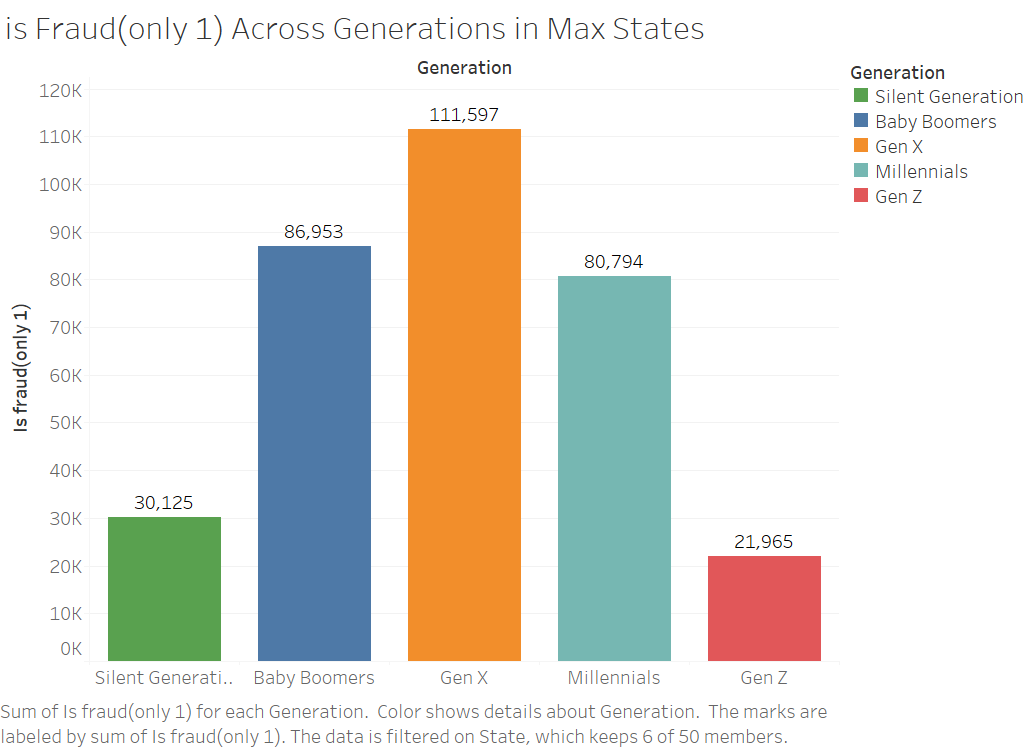 is Fraud(only 1) Across Generations in Max States
Generation
120K
110K
100K
90K
80K
70K
60K
50K
40K
30K
20K
10K
0K
Is fraud(only 1)
30,125
86,953
111,597
80,794
21,965
Silent Generati..
Baby Boomers
Gen X
Millennials
Gen Z
Generation
Silent Generation
Baby Boomers
Gen X
Millennials
Gen Z
Sum of Is fraud(only 1) for each Generation. Color shows details about Generation. The marks are
labeled by sum of Is fraud(only 1). The data is filtered on State, which keeps 6 of 50 members.